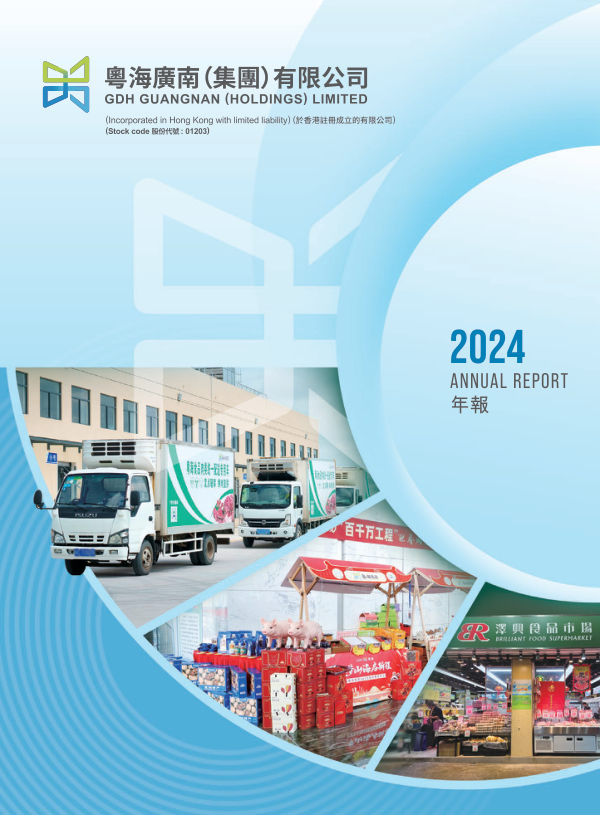 粵海廣南(集團)有限公司
GDH GUANGNAN (HOLDINGS) LIMITED
(Incorporated in Hong Kong with limited liability) (於香港註冊成立的有限公司)
(Stock code 股份代號 : 01203)
2024
ANNUAL REPORT
年報
ISUZU
百千万工程
澤興食品市場
BR
BRILLIANT FOOD SUPERMARKET